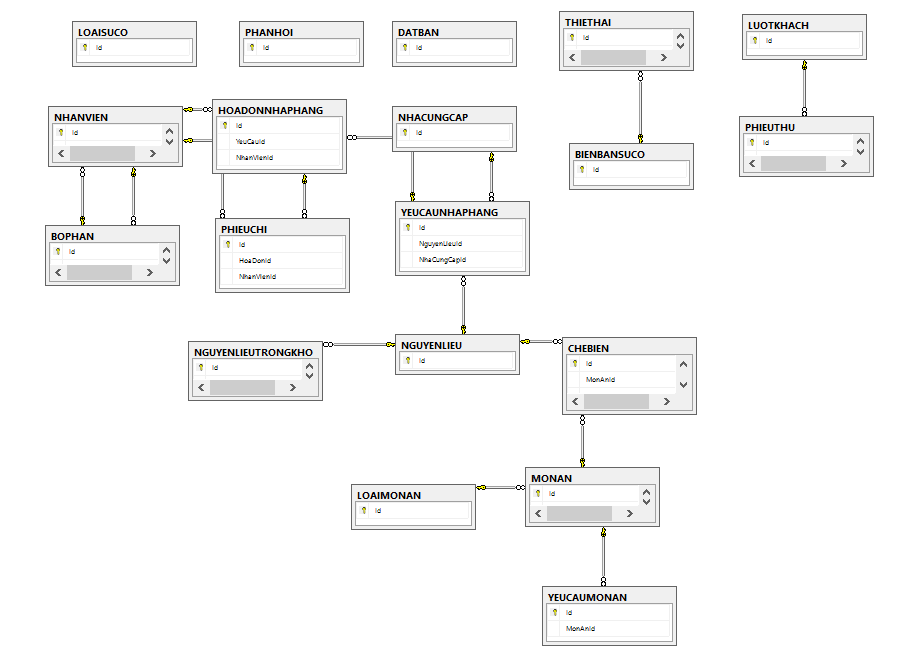 LOAISUCO
Id
PHANHOI
Id
DATBAN
Id
THIETHAI
Id
LUOTKHACH
Id
NHANVIEN
Id
HOADONNHAPHANG
Id
YeuCauId
NhanVienId
NHACUNGCAP
Id
PHIEUTHU
Id
BIENBANSUCO
Id
BOPHAN
Id
PHIEUCHI
Id
HoaDonId
NhanVienId
YEUCAUNHAPHANG
Id
NguyenLieuId
NhaCungCapId
NGUYENLIEUTRONGKHO
Id
NGUYENLIEU
Id
CHEBIEN
Id
MonAnId
LOAIMONAN
Id
MONAN
Id
YEUCAUMONAN
Id
MonAnId